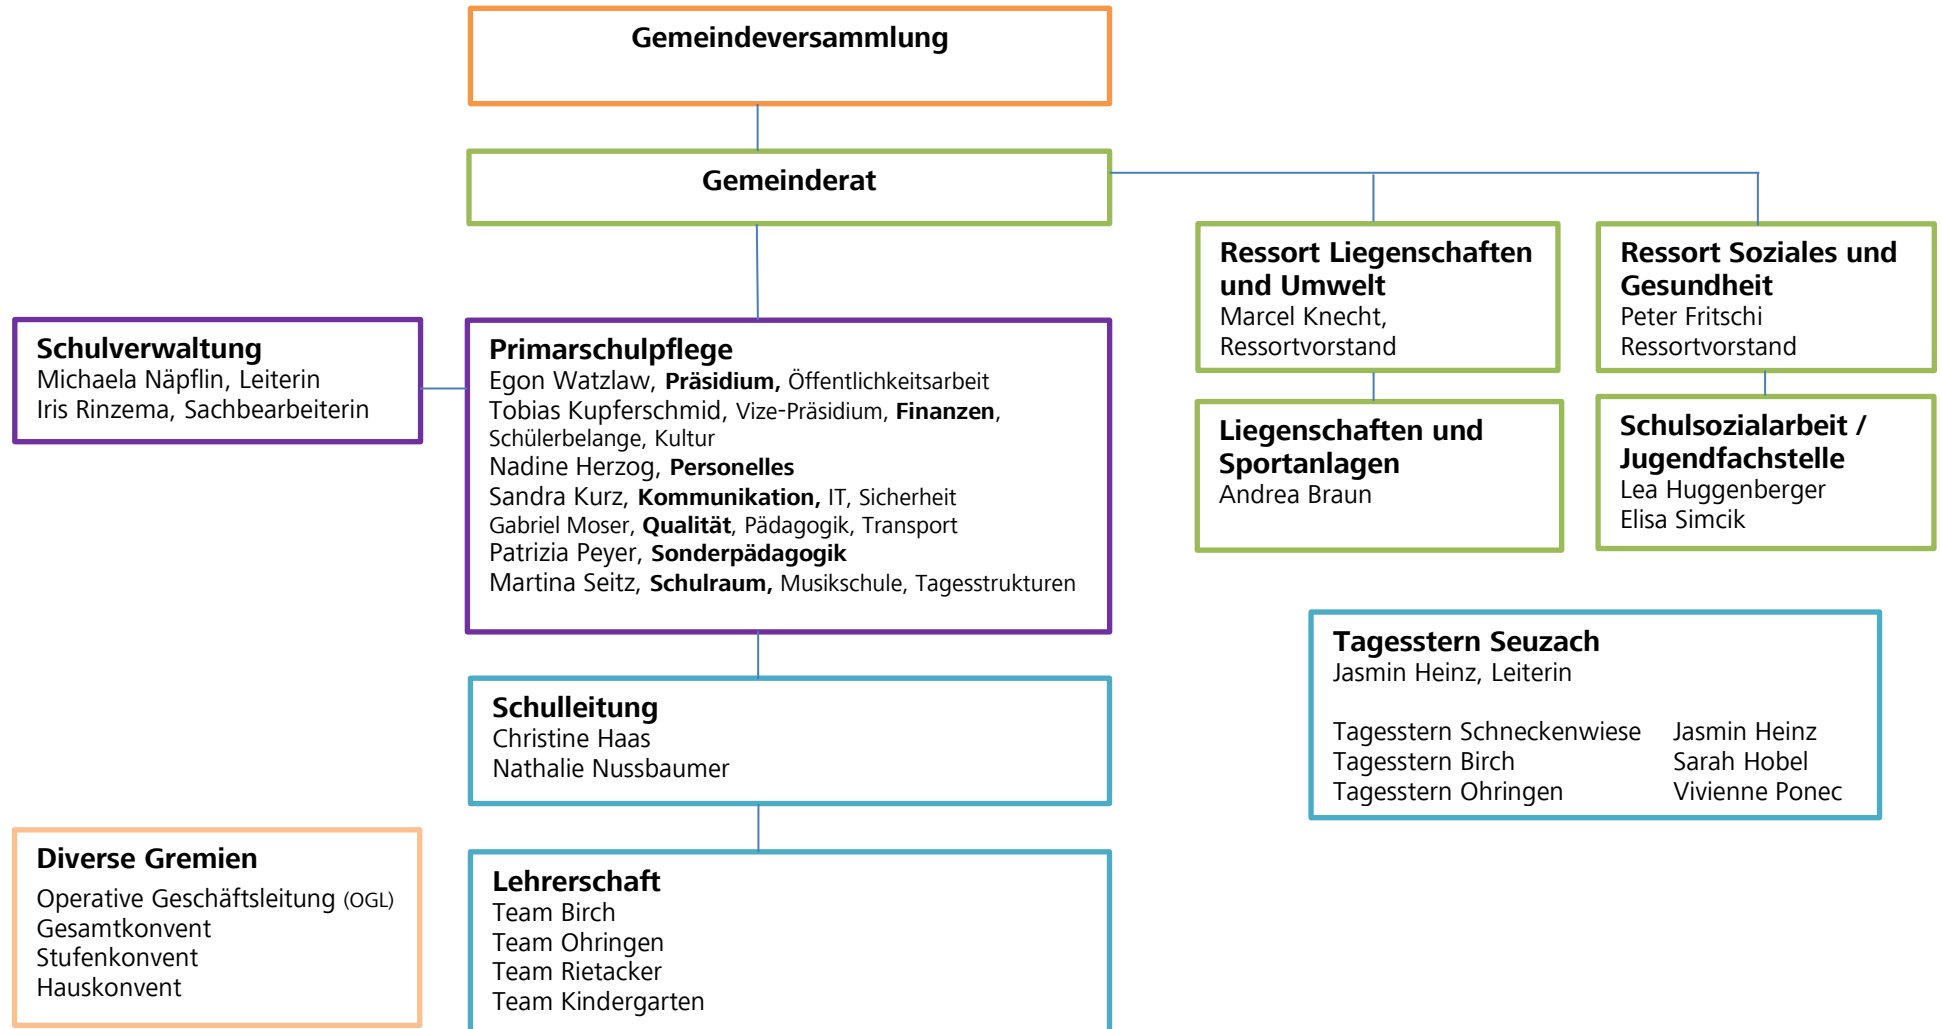 Gemeindeversammlung
Gemeinderat
Ressort Liegenschaften
und Umwelt
Marcel Knecht,
Ressortvorstand
Ressort Soziales und
Gesundheit
Peter Fritschi
Ressortvorstand
Schulverwaltung
Michaela Näpflin, Leiterin
Iris Rinzema, Sachbearbeiterin
Primarschulpflege
Egon Watzlaw, Präsidium, Öffentlichkeitsarbeit
Tobias Kupferschmid, Vize-Präsidium, Finanzen,
Schülerbelange, Kultur
Nadine Herzog, Personelles
Sandra Kurz, Kommunikation, IT, Sicherheit
Gabriel Moser, Qualität, Pädagogik, Transport
Patrizia Peyer, Sonderpädagogik
Martina Seitz, Schulraum, Musikschule, Tagesstrukturen
Liegenschaften und
Sportanlagen
Andrea Braun
Schulsozialarbeit /
Jugendfachstelle
Lea Huggenberger
Elisa Simcik
Tagesstern Seuzach
Jasmin Heinz, Leiterin
Tagesstern Schneckenwiese Jasmin Heinz
Tagesstern Birch Sarah Hobel
Tagesstern Ohringen Vivienne Ponec
Schulleitung
Christine Haas
Nathalie Nussbaumer
Diverse Gremien
Operative Geschäftsleitung (OGL)
Gesamtkonvent
Stufenkonvent
Hauskonvent
Lehrerschaft
Team Birch
Team Ohringen
Team Rietacker
Team Kindergarten